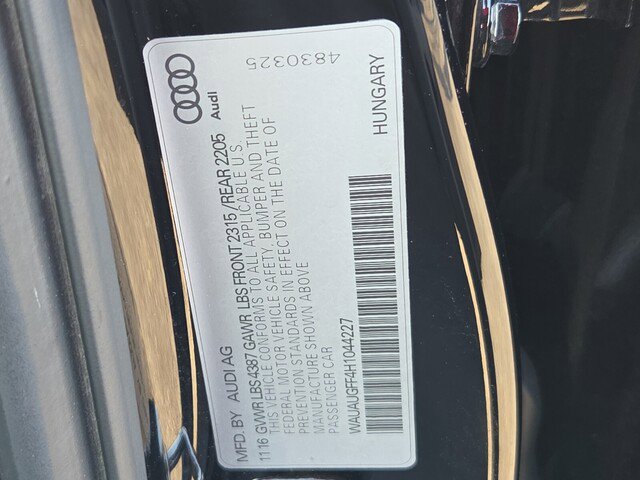 MFD. BY AUDI AG
11 16 GVWR LBS 4387 GAWR LBS FRONT 2315 / REAR 2205
THIS VEHICLE CONFORMS TO ALL APPLICABLE U.S.
FEDERAL MOTOR VEHICLE SAFETY, BUMPER AND THEFT
PREVENTION STANDARDS IN EFFECT ON THE DATE OF
MANUFACTURE SHOWN ABOVE
PASSENGER CAR
WAUAUGFF4H1044227
HUNGARY
Audi
4830325